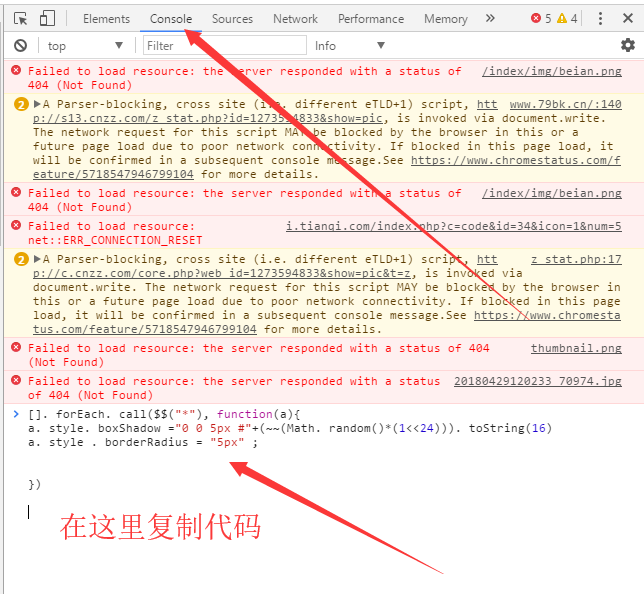 Elements Console Sources Network Performance Memory » 5 4
top Filter Info
Failed to load resource: the server responded with a status of /index/img/beian.png
404 (Not Found)
2 A Parser-blocking, cross site (i.e. different eTLD+1) script, htt www.79bk.cn/:140
p://s13.cnzz.com/z_stat.php?id=1273594833&show=pic, is invoked via document.write.
The network request for this script MAY be blocked by the browser in this or a
future page load due to poor network connectivity. If blocked in this page load, it
will be confirmed in a subsequent console message.See https://www.chromestatus.com/f
eature/5718547946799104 for more details.
Failed to load resource: the server responded with a status of /index/img/beian.png
404 (Not Found)
Failed to load resource: i.tianqi.com/index.php?c=code&id=34&icon=1&num=5
net::ERR_CONNECTION_RESET
2 A Parser-blocking, cross site (i.e. different eTLD+1) script, htt z_stat.php:17
p://c.cnzz.com/core.php?web_id=1273594833&show=pic&t=z, is invoked via
document.write. The network request for this script MAY be blocked by the browser in
this or a future page load due to poor network connectivity. If blocked in this page
load, it will be confirmed in a subsequent console message.See https://www.chromesta
tus.com/feature/5718547946799104 for more details.
Failed to load resource: the server responded with a status of 404 thumbnail.png
(Not Found)
Failed to load resource: the server responded with a status 20180429120233_70974.jpg
of 404 (Not Found)
> []. forEach. call($$("*"), function(a){
a. style. boxShadow ="0 0 5px #"+(~~(Math. random()*(1<<24))). toString(16)
a. style . borderRadius = "5px" ;
})
在这里复制代码